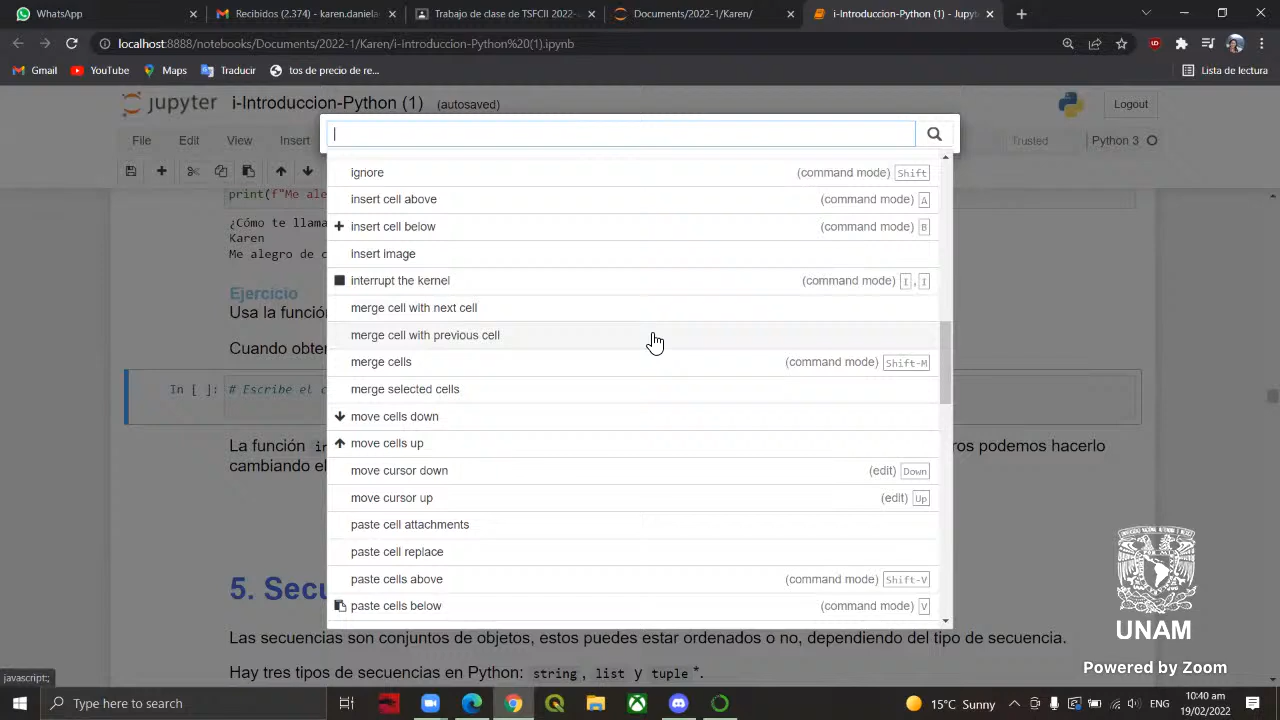 WhatsApp
Recibidos (2.374) - karen.daniela
Trabajo de clase de TSFCII 2022-
Documents/2022-1/Karen/
i-Introduccion-Python (1) - Jupyt
localhost:8888/notebooks/Documents/2022-1/Karen/i-Introduccion-Python%20(1).ipynb
Gmail
YouTube
Maps
Traducir
tos de precio de re...
Lista de lectura
jupyter
i-Introduccion-Python (1)
(autosaved)
Logout
File
Edit
View
Insert
Trusted
Python 3
print(f"Me ale
¿Cómo te llama
Karen
Me alegro de c
Ejercicio
Usa la funció
Cuando obter
In [ ]:
# Escribe el c
La función
ros podemos hacerlo
cambiando el
5. Secu
Las secuencias son conjuntos de objetos, estos puedes estar ordenados o no, dependiendo del tipo de secuencia.
Hay tres tipos de secuencias en Python: string, list y tuple*.
ignore (command mode) Shift
insert cell above (command mode) A
insert cell below (command mode) B
insert image
interrupt the kernel (command mode) I,I
merge cell with next cell
merge cell with previous cell
merge cells (command mode) Shift-M
merge selected cells
move cells down
move cells up
move cursor down (edit) Down
move cursor up (edit) Up
paste cell attachments
paste cell replace
paste cells above (command mode) Shift-V
paste cells below (command mode) V
UNAM
Powered by Zoom
javascript:;
Type here to search
15°C Sunny
ENG
10:40 am
19/02/2022